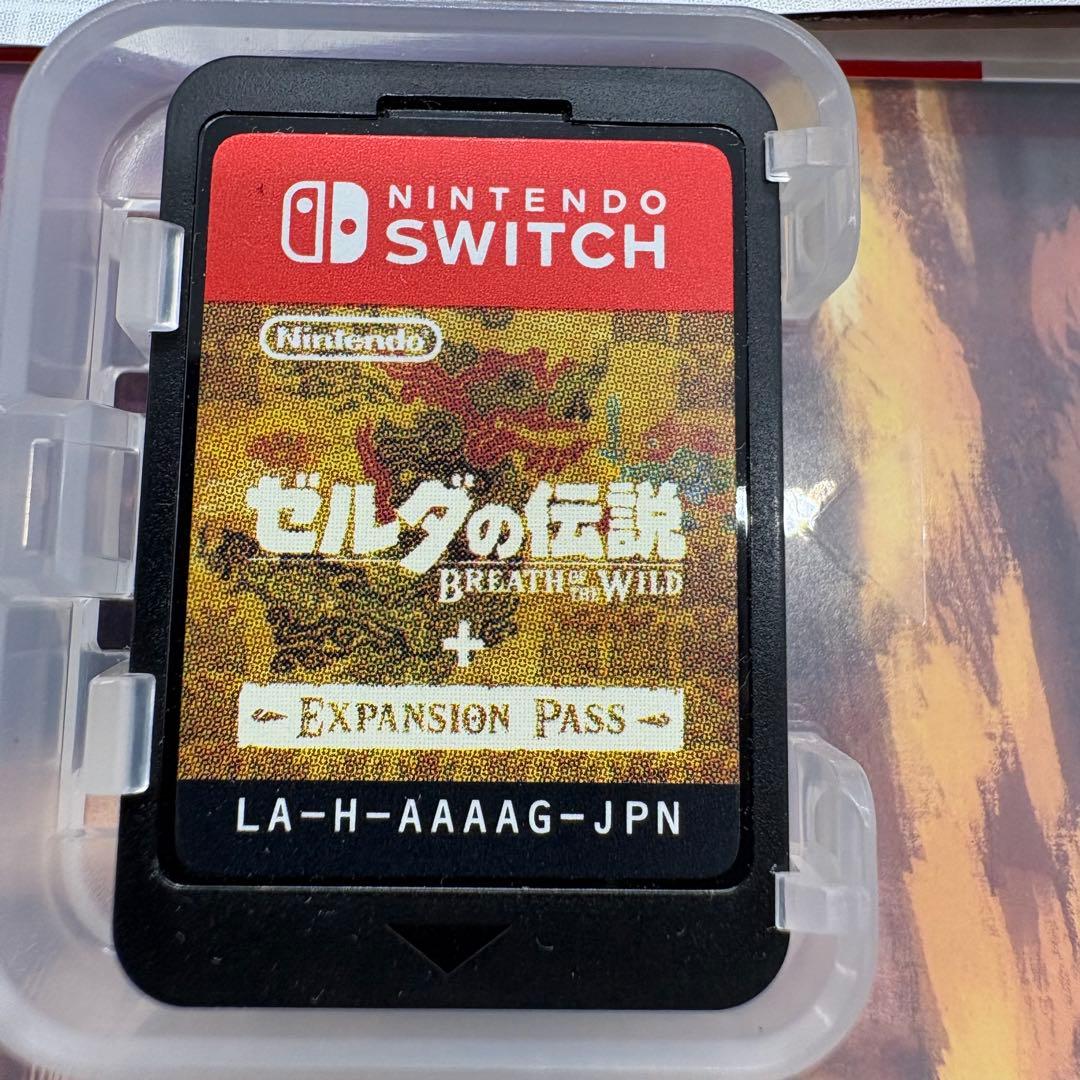 NINTENDO
SWITCH
Nintendo
ゼルダの伝説
BREATH OF THE WILD
+
EXPANSION PASS
LA-H-AAAAG-JPN